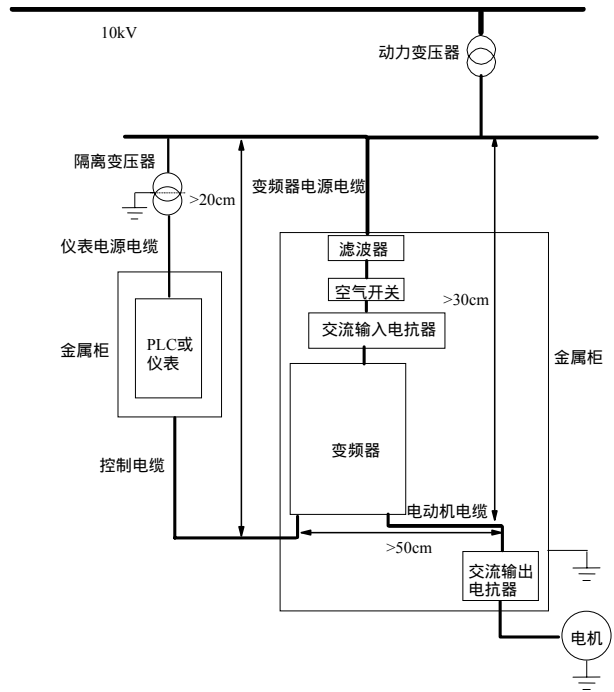 10kV
动力变压器
隔离变压器
>20cm
变频器电源电缆
仪表电源电缆
滤波器
空气开关
>30cm
交流输入电抗器
PLC或
仪表
金属柜
金属柜
变频器
控制电缆
电动机电缆
>50cm
交流输出
电抗器
电机